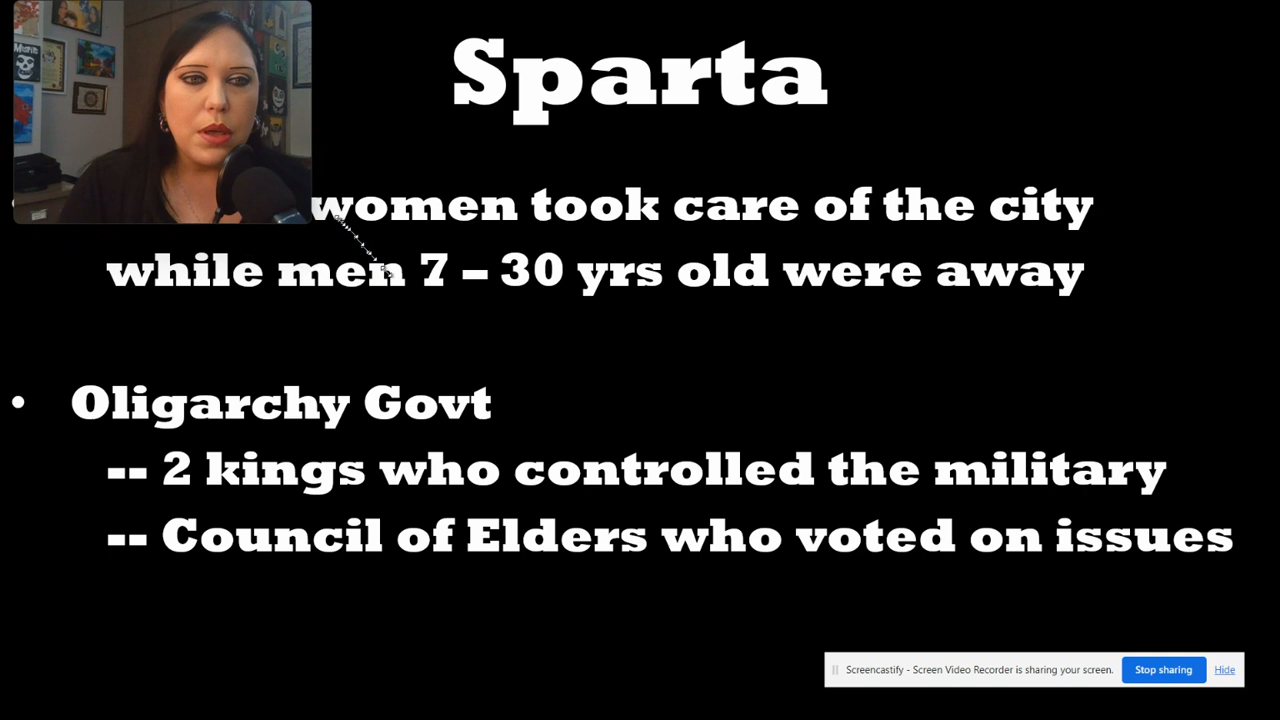 Sparta
women took care of the city
while men 7 – 30 yrs old were away
• Oligarchy Govt
-- 2 kings who controlled the military
-- Council of Elders who voted on issues
Misfits
Screencastify - Screen Video Recorder is sharing your screen. Stop sharing Hide